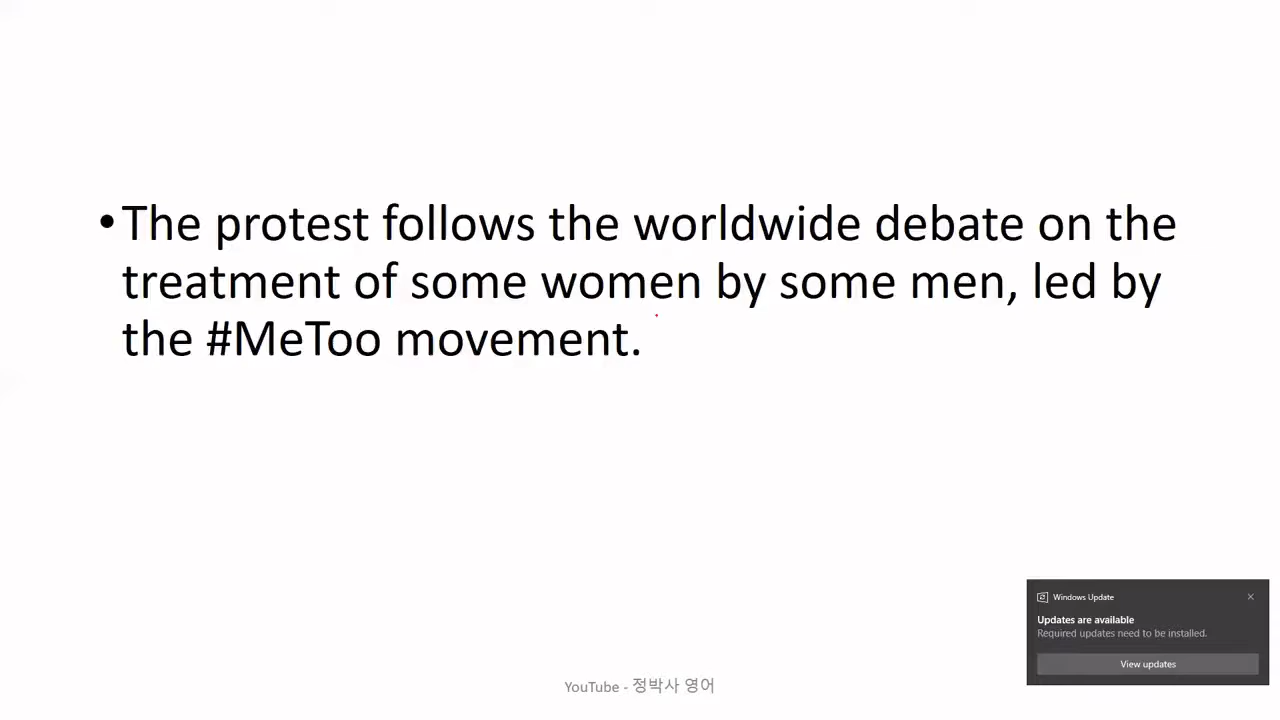 •The protest follows the worldwide debate on the
treatment of some women by some men, led by
the #MeToo movement.
Windows Update
Updates are available
Required updates need to be installed.
View updates
YouTube - 정박사 영어